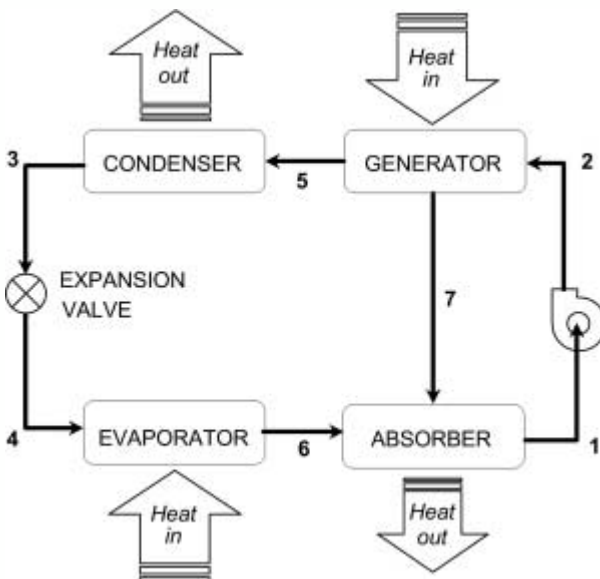 Heat
out
Heat
in
3
CONDENSER
5
GENERATOR
2
EXPANSION
VALVE
7
4
EVAPORATOR
6
ABSORBER
1
Heat
in
Heat
out